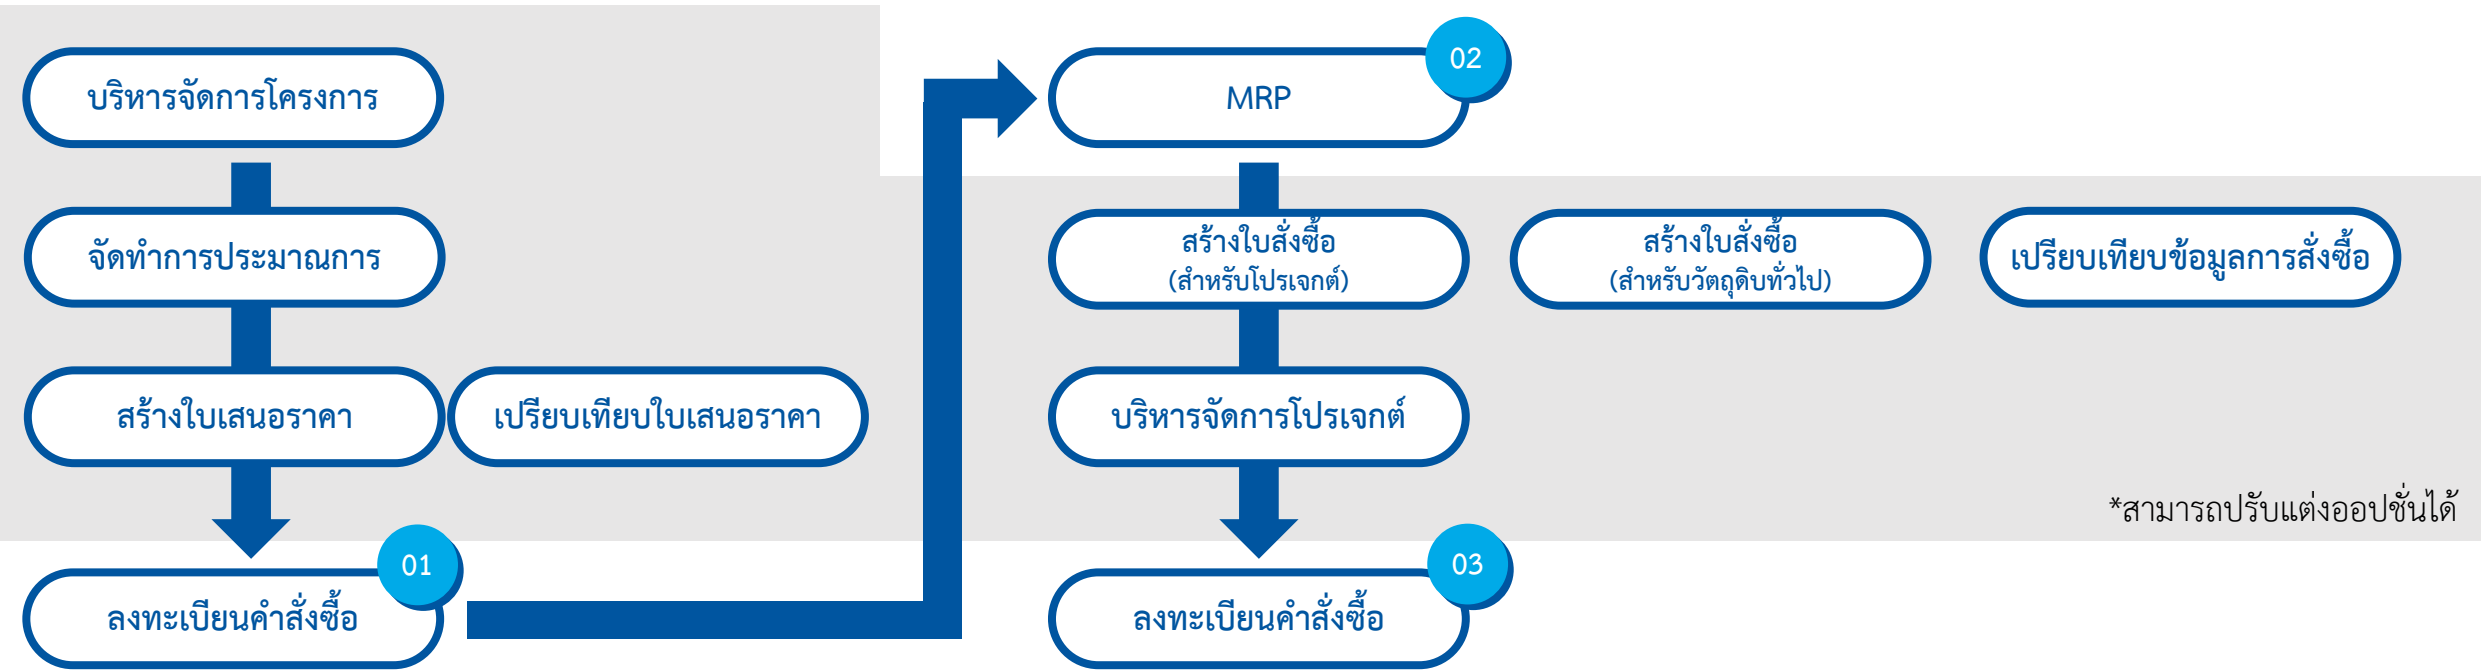 บริหารจัดการโครงการ
จัดทำการประมาณการ
สร้างใบเสนอราคา
เปรียบเทียบใบเสนอราคา
01
ลงทะเบียนคำสั่งซื้อ
02
MRP
สร้างใบสั่งซื้อ
(สำหรับโปรเจกต์)
สร้างใบสั่งซื้อ
(สำหรับวัตถุดิบทั่วไป)
เปรียบเทียบข้อมูลการสั่งซื้อ
บริหารจัดการโปรเจกต์
*สามารถปรับแต่งออปชั่นได้
03
ลงทะเบียนคำสั่งซื้อ